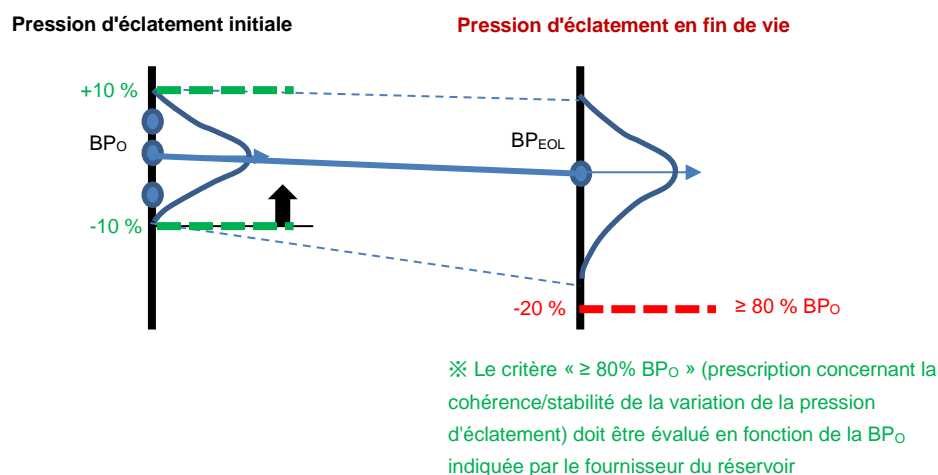 Pression d'éclatement initiale
Pression d'éclatement en fin de vie
+10 %
BPO
BPEOL
-10 %
-20 %
≥ 80 % BPO
※ Le critère « ≥ 80% BPO » (prescription concernant la
cohérence/stabilité de la variation de la pression
d'éclatement) doit être évalué en fonction de la BPO
indiquée par le fournisseur du réservoir